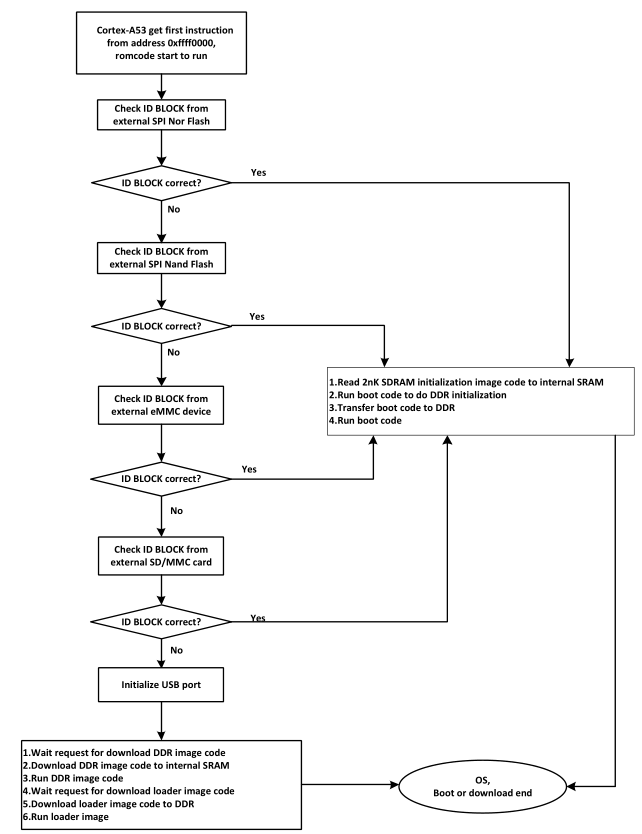 Cortex-A53 get first instruction
from address 0xffff0000,
romcode start to run
Check ID BLOCK from
external SPI Nor Flash
ID BLOCK correct?
Yes
No
Check ID BLOCK from
external SPI Nand Flash
ID BLOCK correct?
Yes
No
Check ID BLOCK from
external eMMC device
1.Read 2nK SDRAM initialization image code to internal SRAM
2.Run boot code to do DDR initialization
3.Transfer boot code to DDR
4.Run boot code
ID BLOCK correct?
Yes
No
Check ID BLOCK from
external SD/MMC card
ID BLOCK correct?
Yes
No
Initialize USB port
1.Wait request for download DDR image code
2.Download DDR image code to internal SRAM
3.Run DDR image code
4.Wait request for download loader image code
5.Download loader image code to DDR
6.Run loader image
OS,
Boot or download end